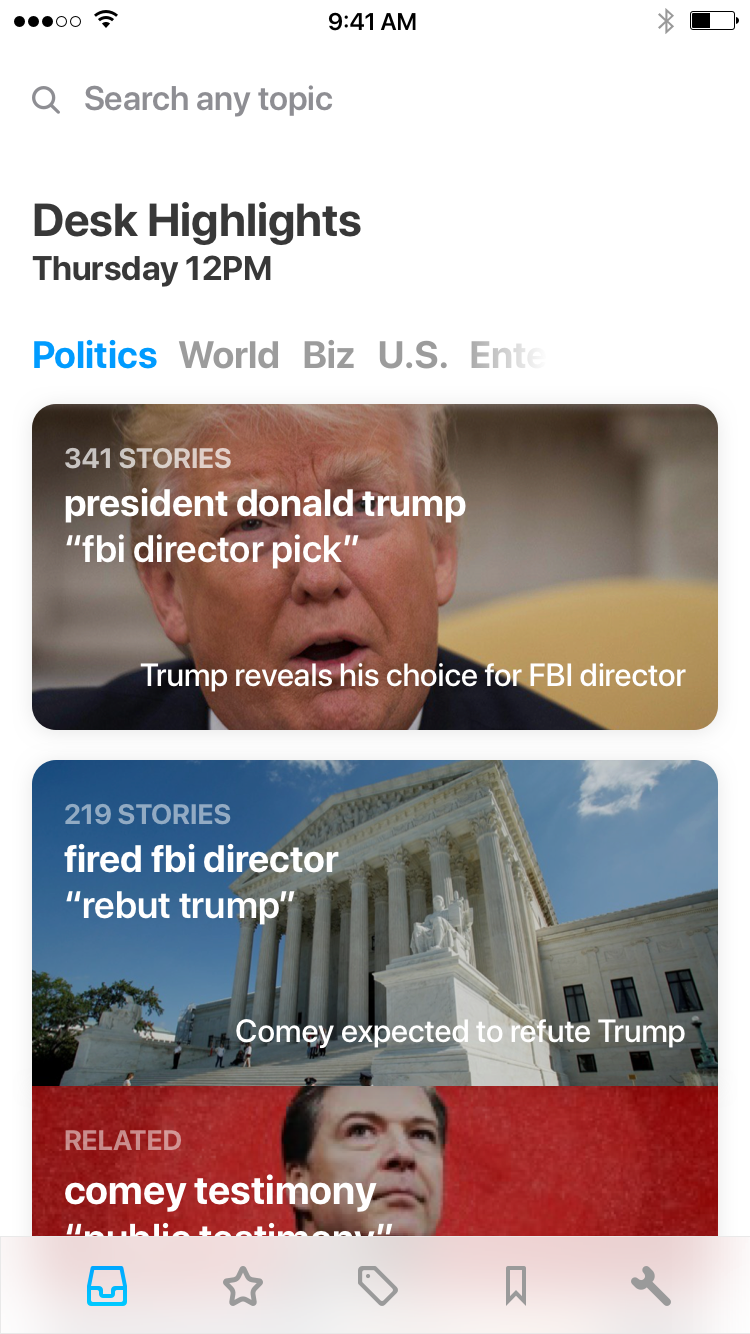 9:41 AM
Search any topic
Desk Highlights
Thursday 12PM
Politics World Biz U.S. Ente
341 STORIES
president donald trump
“fbi director pick”
Trump reveals his choice for FBI director
219 STORIES
fired fbi director
“rebut trump”
Comey expected to refute Trump
RELATED
comey testimony
“public testimony”